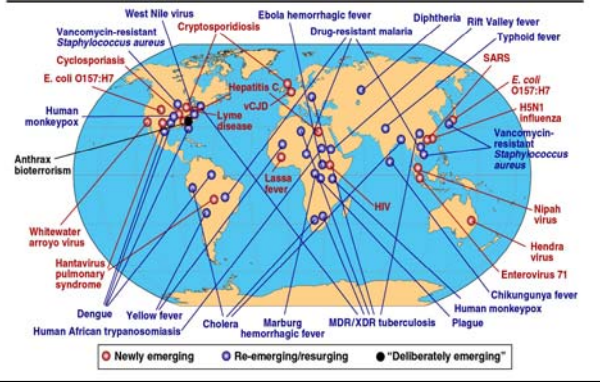 West Nile virus
Ebola hemorrhagic fever
Diphtheria
Rift Valley fever
Vancomycin-resistant
Staphylococcus aureus
Cryptosporidiosis
Drug-resistant malaria
Typhoid fever
Cyclosporiasis
SARS
E. coli O157:H7
Hepatitis C
vCJD
E. coli
O157:H7
Human
monkeypox
Lyme
disease
H5N1
influenza
Vancomycin-
resistant
Staphylococcus
aureus
Anthrax
bioterrorism
Lassa
fever
HIV
Whitewater
arroyo virus
Nipah
virus
Hantavirus
pulmonary
syndrome
Hendra
virus
Enterovirus 71
Chikungunya fever
Dengue
Yellow fever
Human monkeypox
Human African trypanosomiasis
Cholera
Marburg
hemorrhagic fever
MDR/XDR tuberculosis
Plague
Newly emerging
Re-emerging/resurging
"Deliberately emerging"